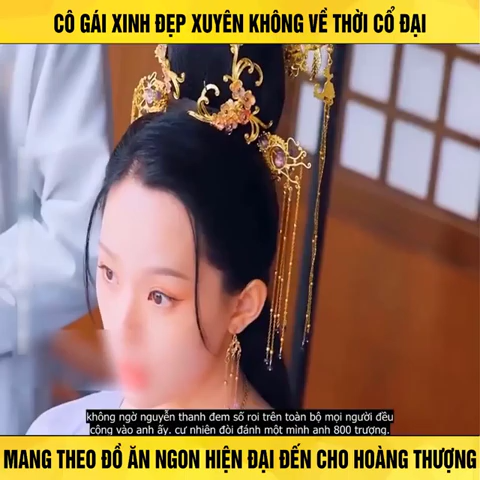 CÔ GÁI XINH ĐẸP XUYÊN KHÔNG VỀ THỜI CỔ ĐẠI
không ngờ nguyễn thanh đem số roi trên toàn bộ mọi người đều
cộng vào anh ấy. cư nhiên đòi đánh một mình anh 800 trượng.
MANG THEO ĐỒ ĂN NGON HIỆN ĐẠI ĐẾN CHO HOÀNG THƯỢNG